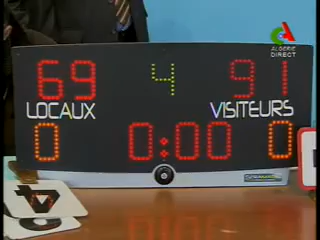 ALGERIE
DIRECT
69 4 91
LOCAUX VISITEURS
0 0:00 0